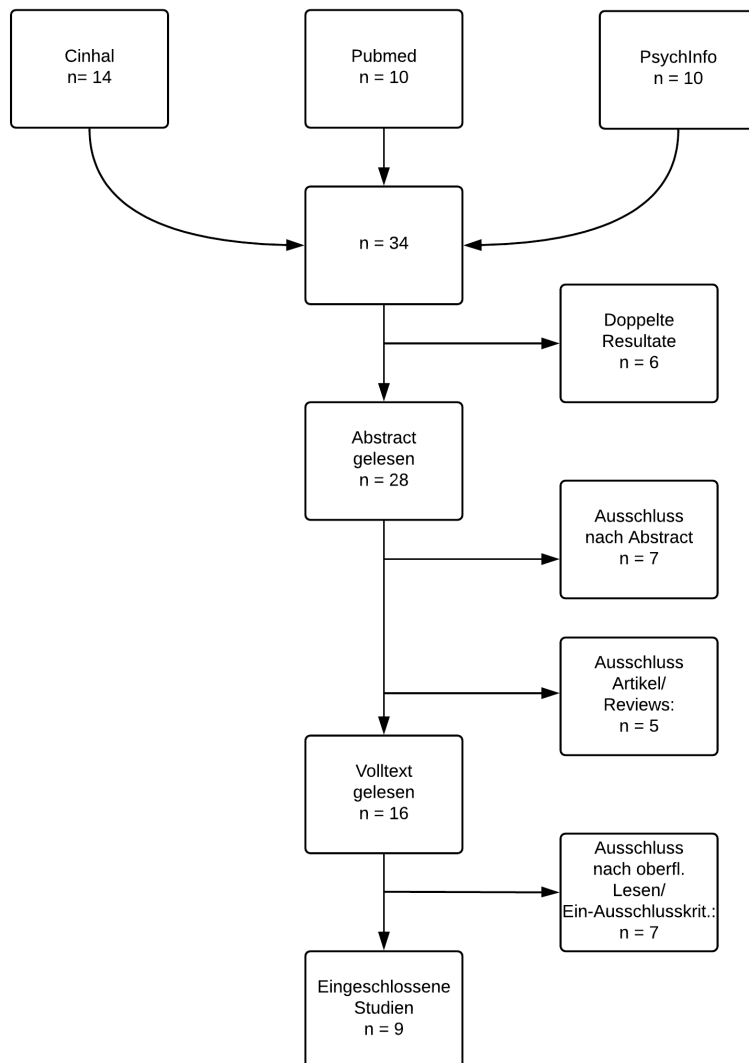 Cinhal
n= 14
Pubmed
n = 10
PsychInfo
n = 10
n = 34
Doppelte
Resultate
n = 6
Abstract
gelesen
n = 28
Ausschluss
nach Abstract
n = 7
Ausschluss
Artikel/
Reviews:
n = 5
Volltext
gelesen
n = 16
Ausschluss
nach oberfl.
Lesen/
Ein-Ausschlusskrit.:
n = 7
Eingeschlossene
Studien
n = 9